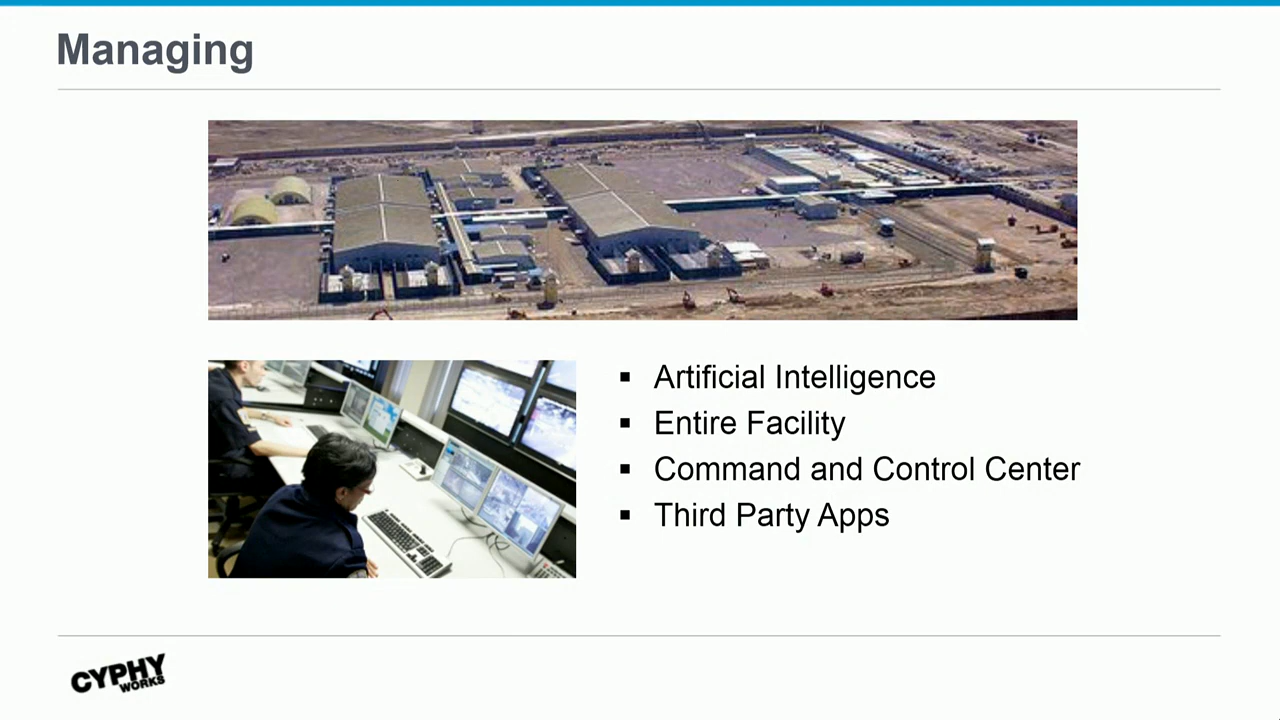 Managing
▪ Artificial Intelligence
▪ Entire Facility
▪ Command and Control Center
▪ Third Party Apps
CYPHY
WORKS